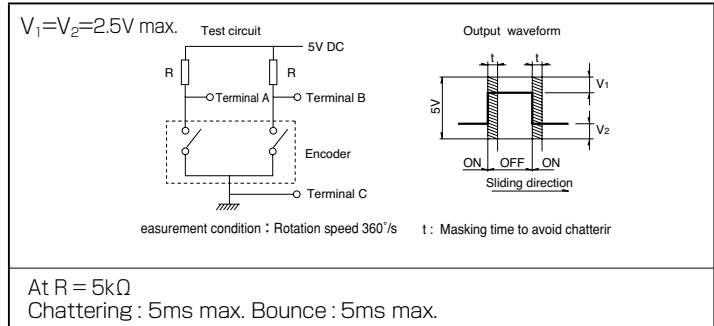 V₁=V₂=2.5V max.
Test circuit
5V DC
R
R
Terminal A
Terminal B
Encoder
Terminal C
Output waveform
t
t
5V
V1
V2
ON
OFF
ON
Sliding direction
easurement condition : Rotation speed 360˚/s
t : Masking time to avoid chatterir
At R = 5kΩ
Chattering : 5ms max. Bounce : 5ms max.